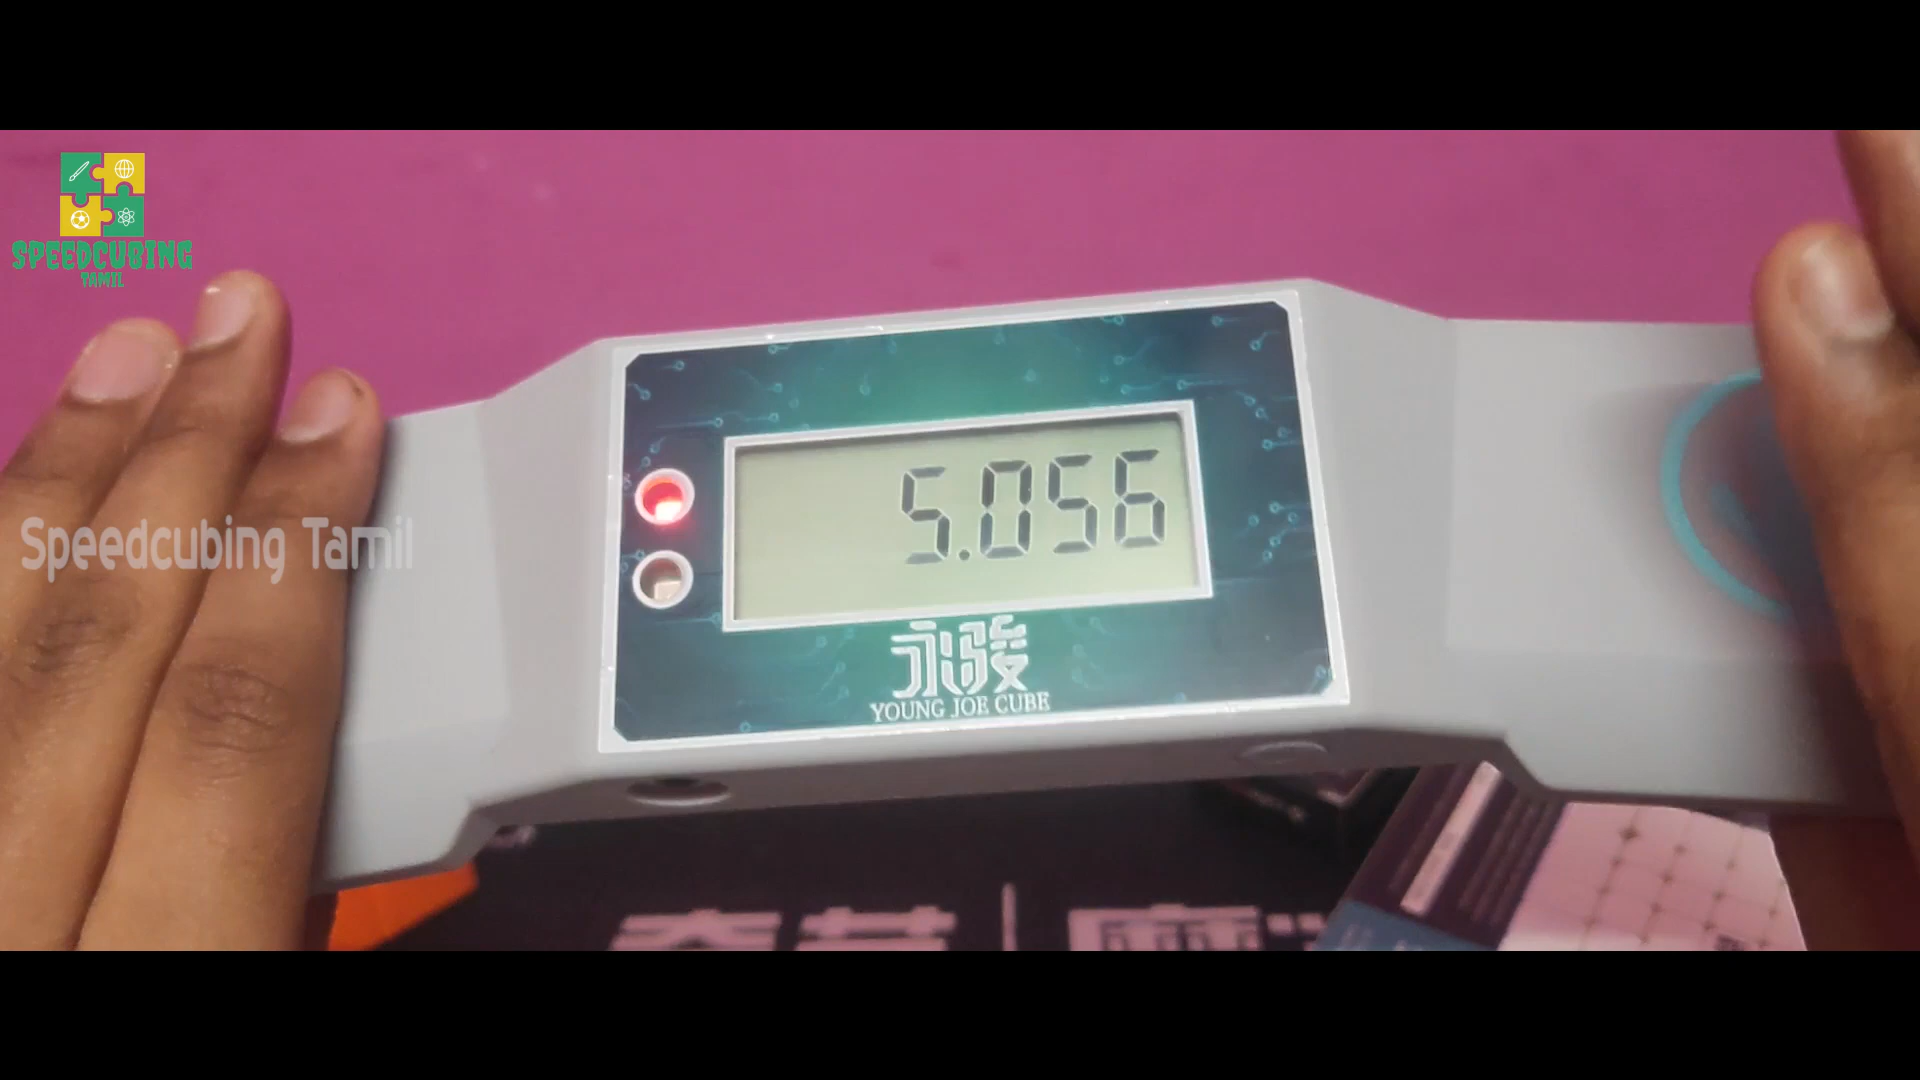 SPEEDCUBING
TAMIL
Speedcubing Tamil
5.056
永骏
YOUNG JOE CUBE